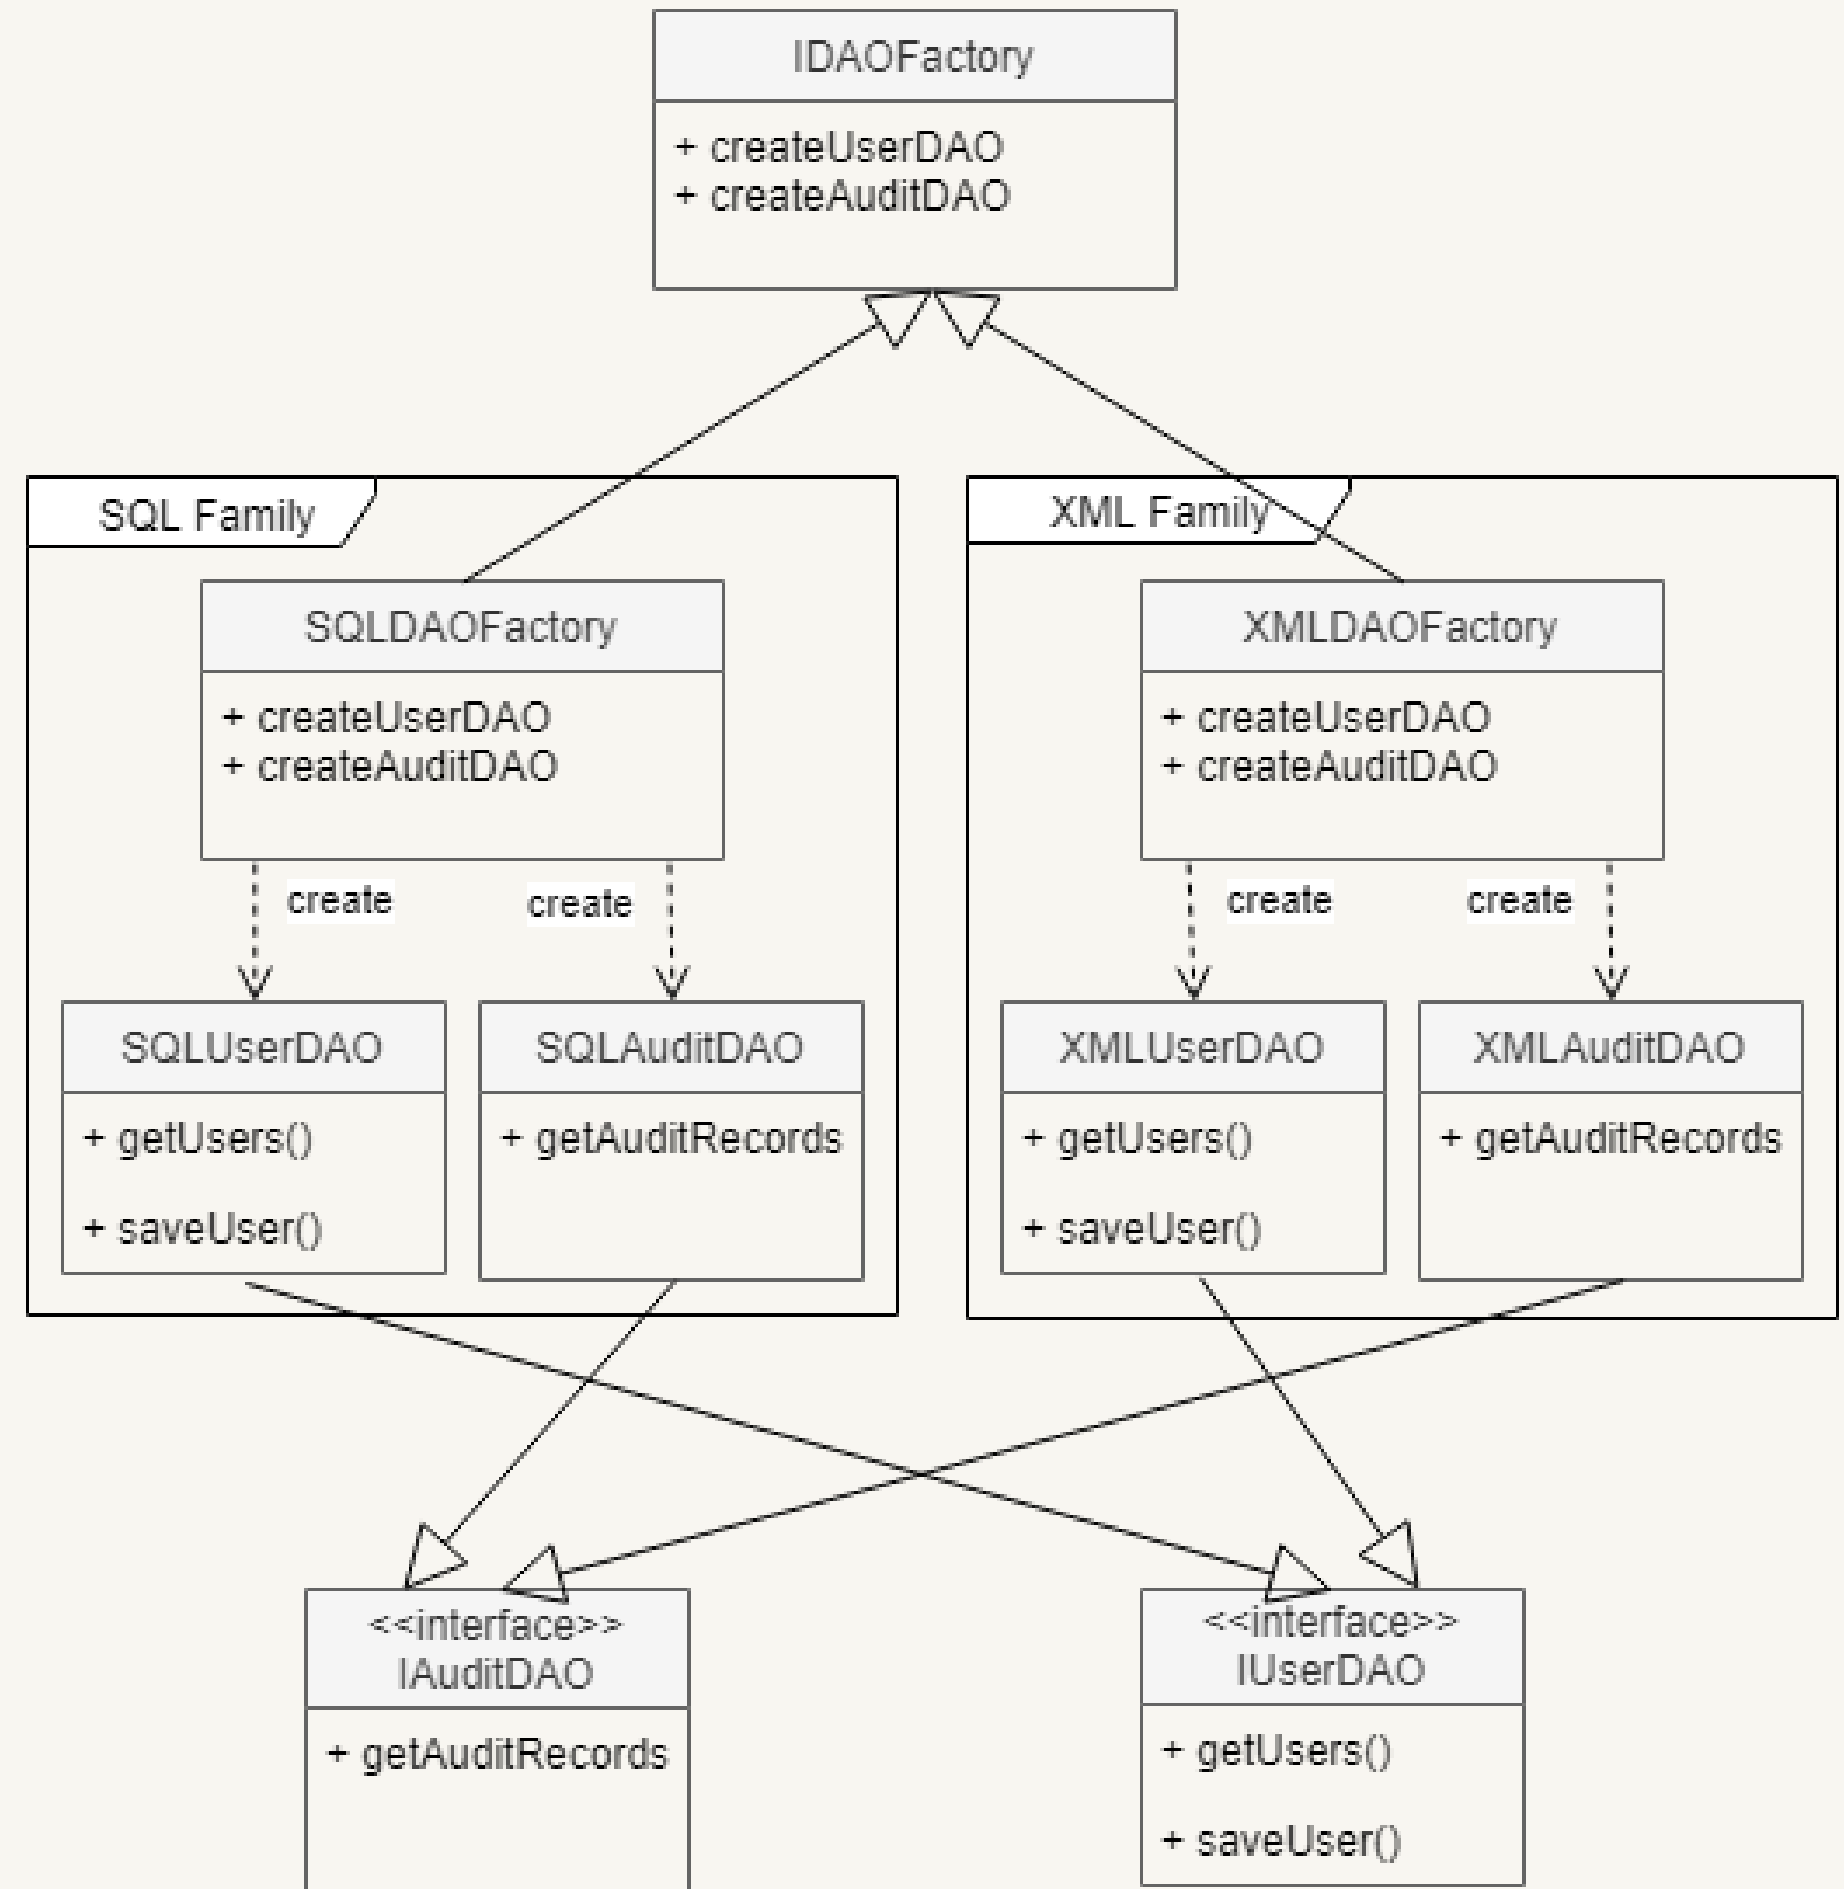 IDAOFactory
+ createUserDAO
+ createAuditDAO
SQL Family
SQLDAOFactory
+ createUserDAO
+ createAuditDAO
create
create
SQLUserDAO
+ getUsers()
+ saveUser()
SQLAuditDAO
+ getAuditRecords
XML Family
XMLDAOFactory
+ createUserDAO
+ createAuditDAO
create
create
XMLUserDAO
+ getUsers()
+ saveUser()
XMLAuditDAO
+ getAuditRecords
<<interface>>
IAuditDAO
+ getAuditRecords
<<interface>>
IUserDAO
+ getUsers()
+ saveUser()